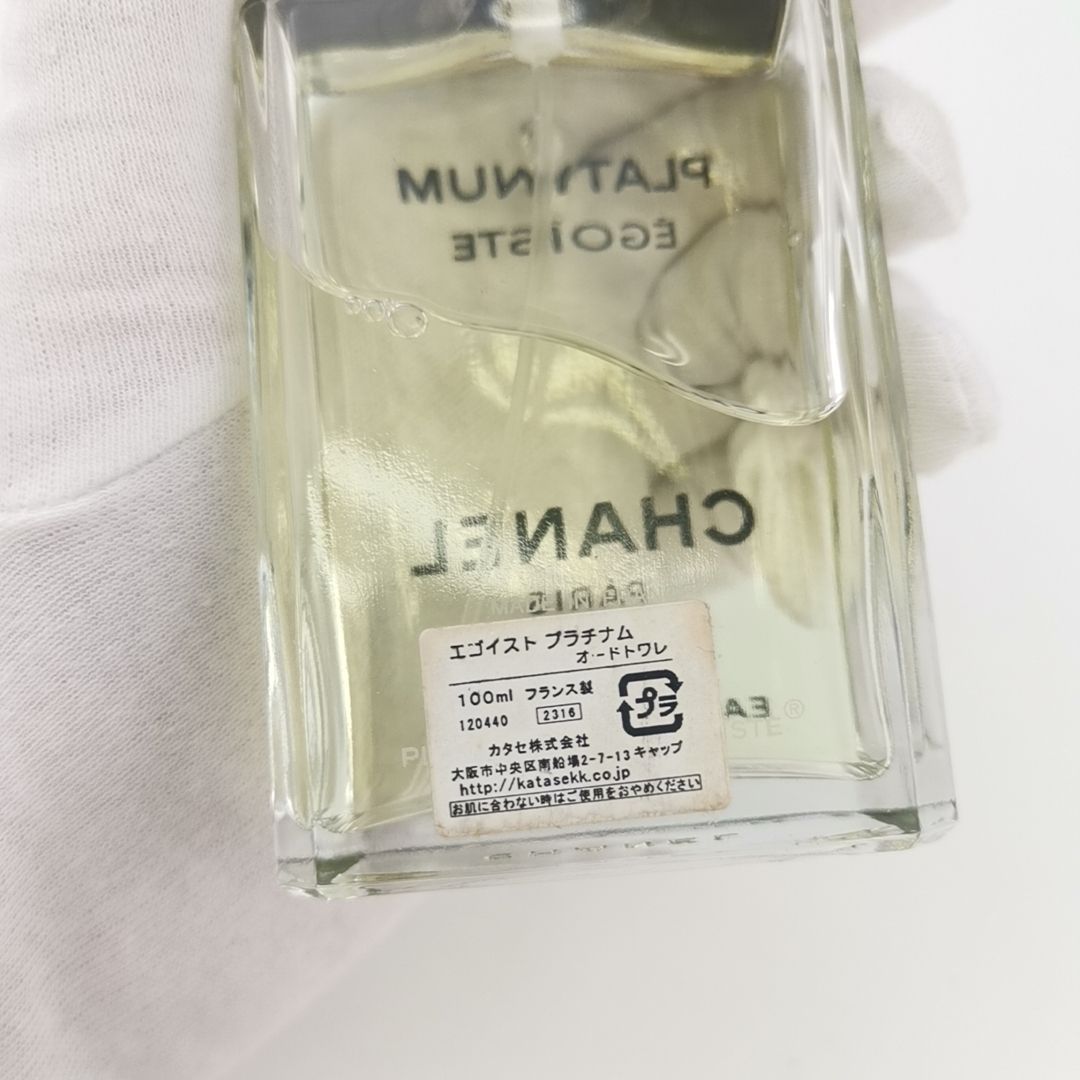 PLATINUM
ÉGOÏSTE
CHANEL
PARIS
エゴイスト プラチナム
オードトワレ
100ml フランス製
プラ
120440 2316
カタセ株式会社
大阪市中央区南船場2-7-13 キャップ
http://katasekk.co.jp
お肌に合わない時はご使用をおやめください